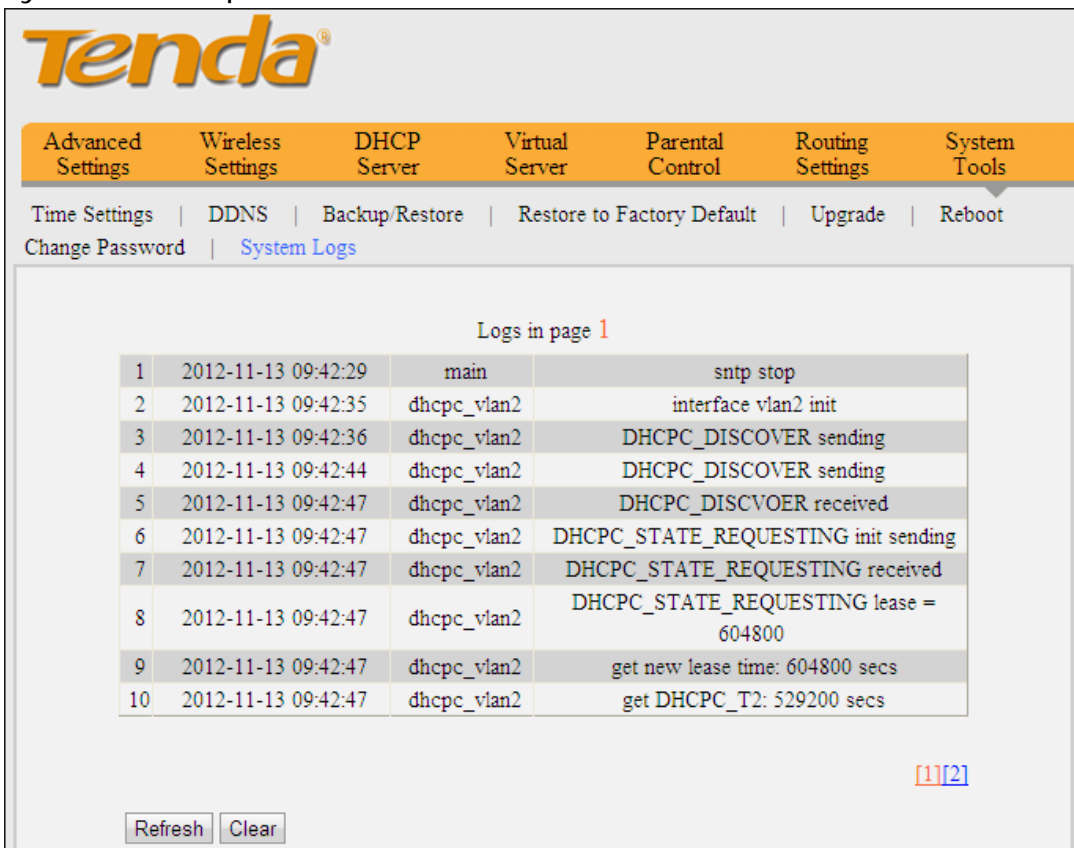 Tenda®
Advanced Settings Wireless Settings DHCP Server Virtual Server Parental Control Routing Settings System Tools
Time Settings | DDNS | Backup/Restore | Restore to Factory Default | Upgrade | Reboot
Change Password | System Logs
Logs in page 1
1 2012-11-13 09:42:29 main sntp stop
2 2012-11-13 09:42:35 dhcpc_vlan2 interface vlan2 init
3 2012-11-13 09:42:36 dhcpc_vlan2 DHCPC_DISCOVER sending
4 2012-11-13 09:42:44 dhcpc_vlan2 DHCPC_DISCOVER sending
5 2012-11-13 09:42:47 dhcpc_vlan2 DHCPC_DISCVOER received
6 2012-11-13 09:42:47 dhcpc_vlan2 DHCPC_STATE_REQUESTING init sending
7 2012-11-13 09:42:47 dhcpc_vlan2 DHCPC_STATE_REQUESTING received
8 2012-11-13 09:42:47 dhcpc_vlan2 DHCPC_STATE_REQUESTING lease =
604800
9 2012-11-13 09:42:47 dhcpc_vlan2 get new lease time: 604800 secs
10 2012-11-13 09:42:47 dhcpc_vlan2 get DHCPC_T2: 529200 secs
[1][2]
Refresh Clear